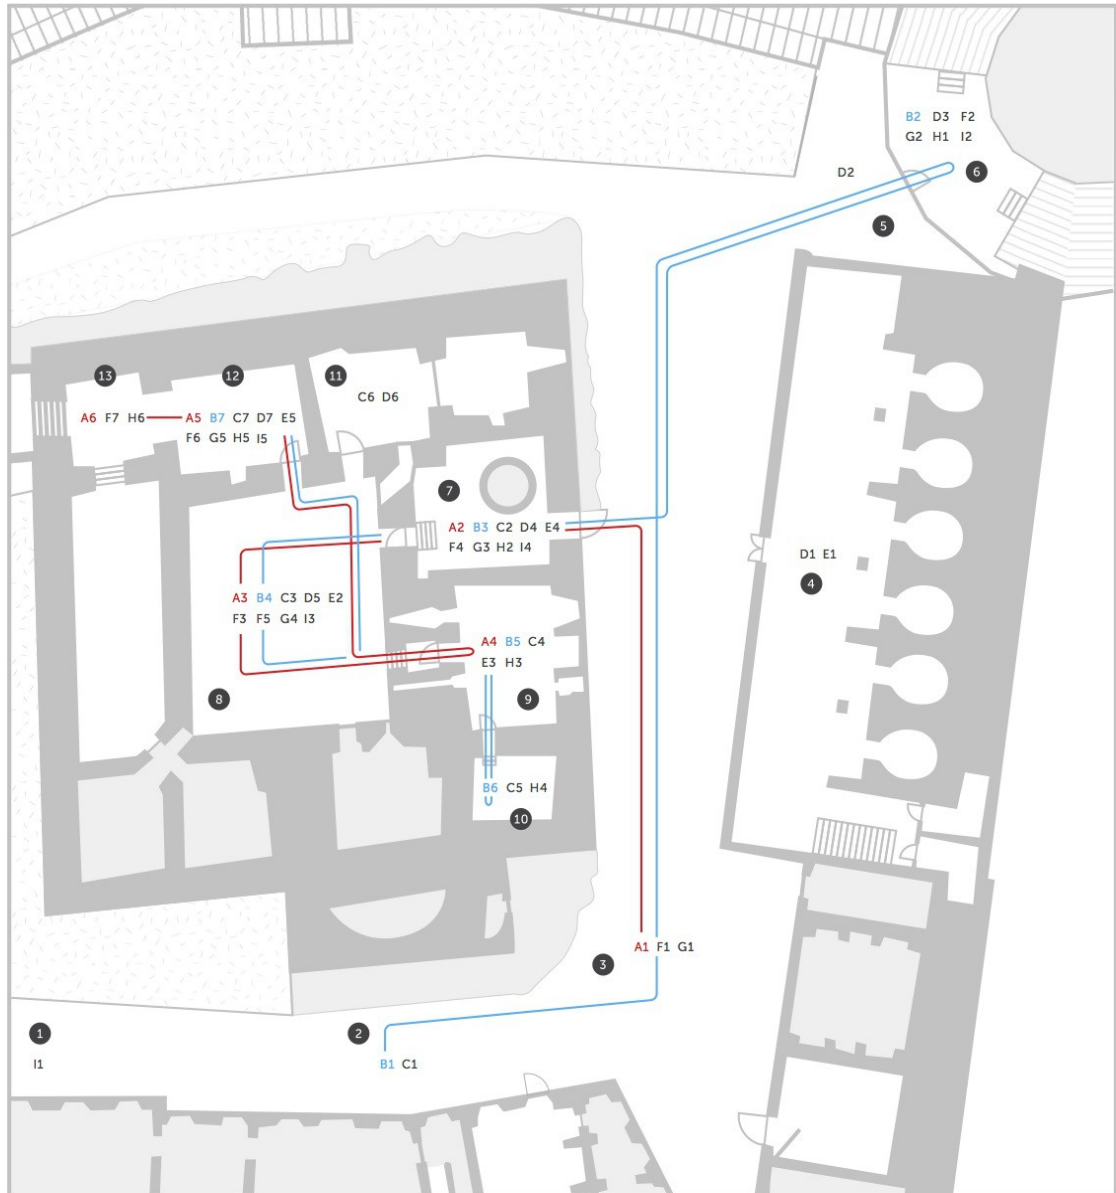 B2 D3 F2
G2 H1 I2
D2
6
5
13
12
11
C6 D6
A6 F7 H6
A5 B7 C7 D7 E5
F6 G5 H5 I5
7
A2 B3 C2 D4 E4
F4 G3 H2 I4
D1 E1
4
A3 B4 C3 D5 E2
F3 F5 G4 I3
A4 B5 C4
E3 H3
8
9
B6 C5 H4
10
A1 F1 G1
3
1
2
I1
B1 C1